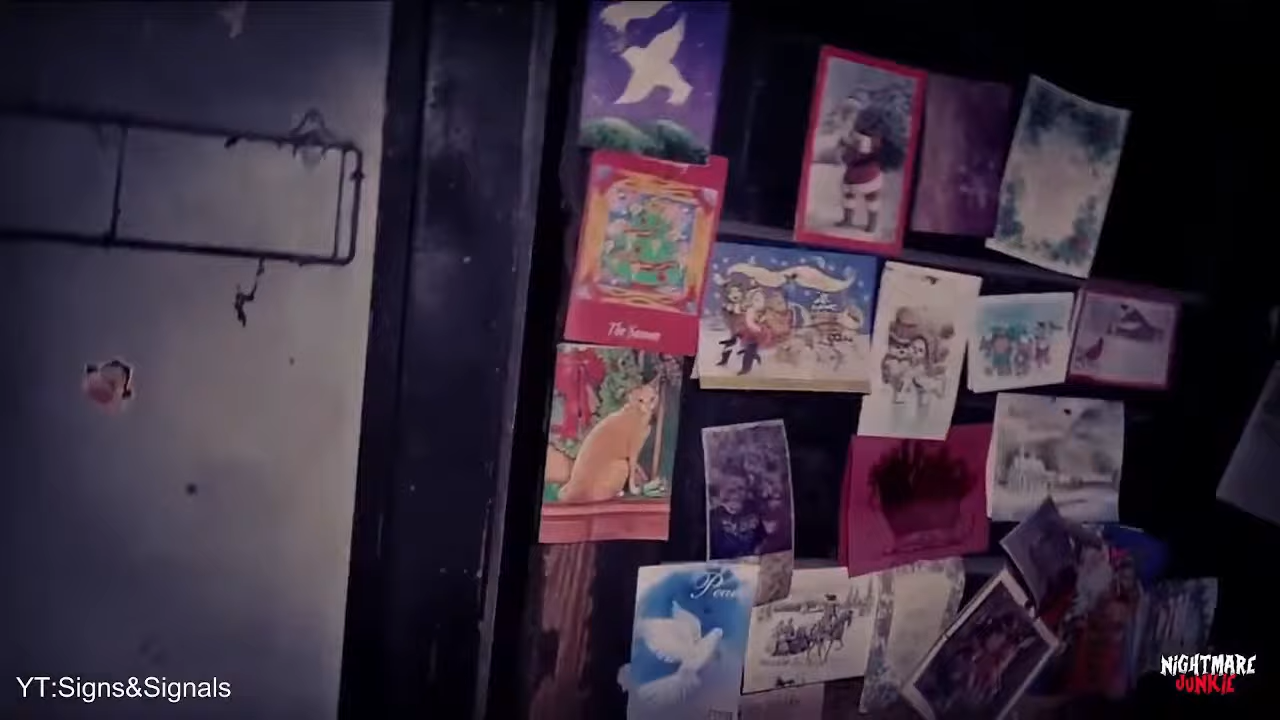 The Season
Peace
YT:Signs&Signals
NIGHTMARE
JUNKIE